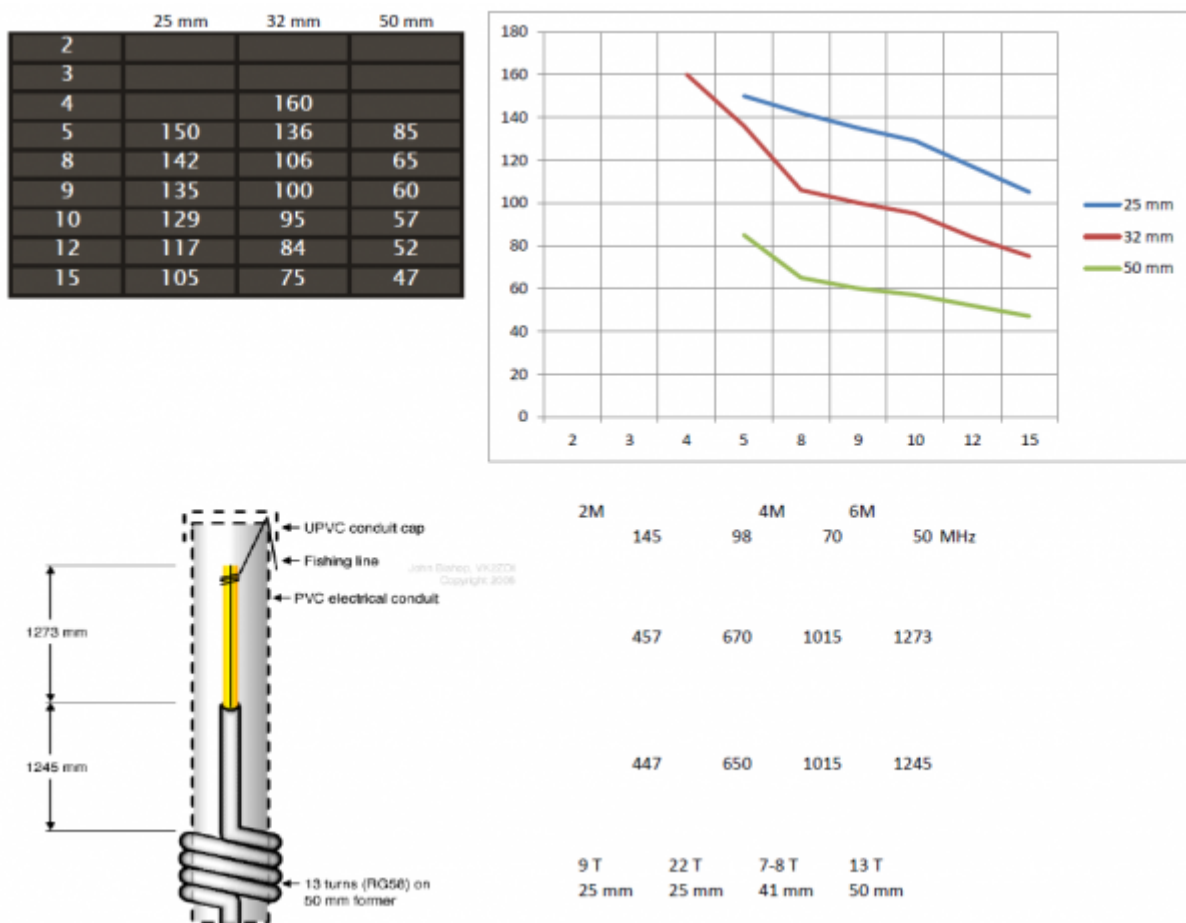 25 mm 32 mm 50 mm
2
3
4 160
5 150 136 85
8 142 106 65
9 135 100 60
10 129 95 57
12 117 84 52
15 105 75 47
180
160
140
120
100
80
60
40
20
0
2 3 4 5 8 9 10 12 15
25 mm
32 mm
50 mm
UPVC conduit cap
Fishing line
John Bishop, VK2ZOI
Copyright 2006
PVC electrical conduit
1273 mm
1245 mm
13 turns (RG58) on
50 mm former
2M 4M 6M
145 98 70 50 MHz
457 670 1015 1273
447 650 1015 1245
9 T 22 T 7-8 T 13 T
25 mm 25 mm 41 mm 50 mm